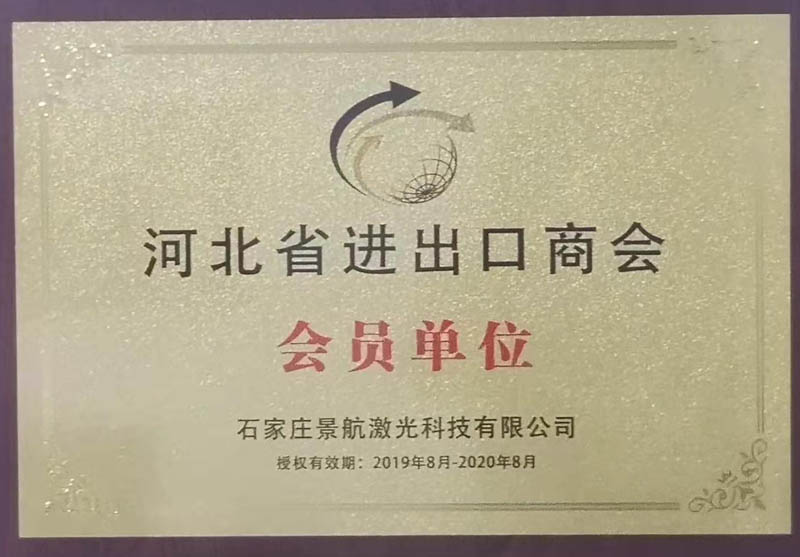 河北省进出口商会
会员单位
石家庄景航激光科技有限公司
授权有效期：2019年8月-2020年8月